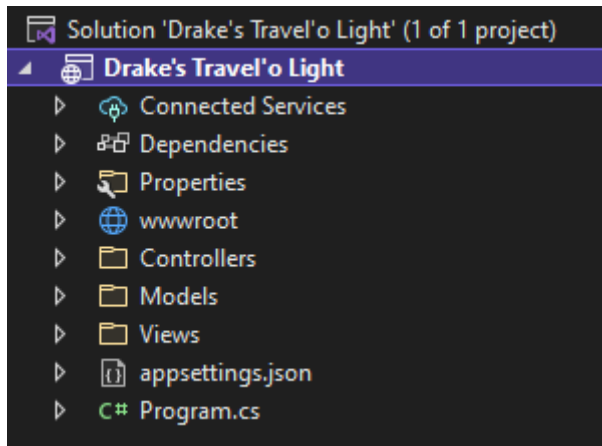 Solution 'Drake's Travel'o Light' (1 of 1 project)
Drake's Travel'o Light
Connected Services
Dependencies
Properties
wwwroot
Controllers
Models
Views
appsettings.json
C# Program.cs